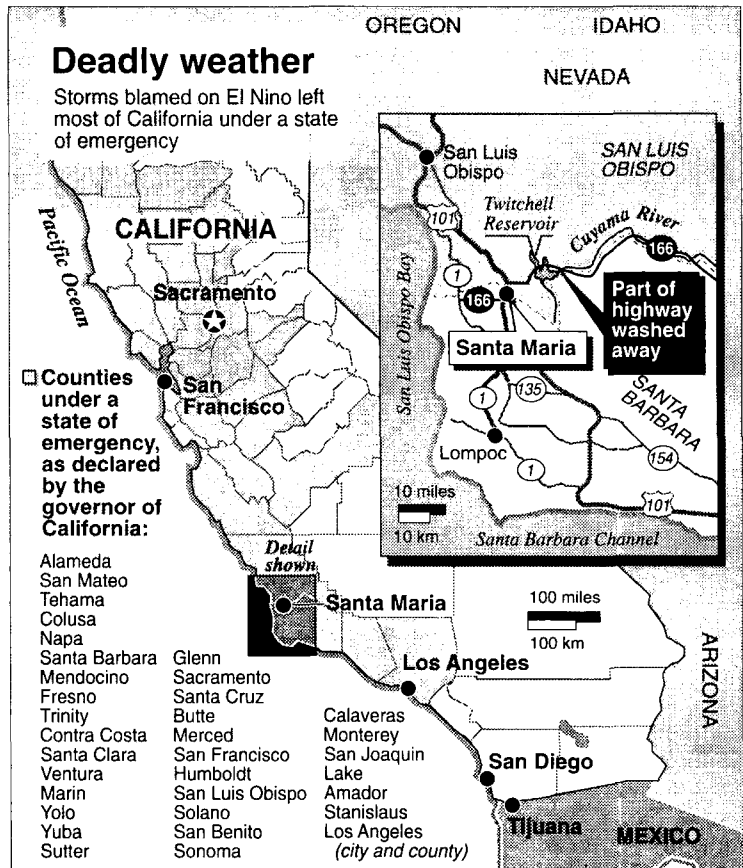 OREGON
IDAHO
NEVADA
Deadly weather
Storms blamed on El Nino left
most of California under a state
of emergency
Pacific Ocean
CALIFORNIA
Sacramento
San
Francisco
Counties
under a
state of
emergency,
as declared
by the
governor of
California:
Alameda
San Mateo
Tehama
Colusa
Napa
Santa Barbara
Mendocino
Fresno
Trinity
Contra Costa
Santa Clara
Ventura
Marin
Yolo
Yuba
Sutter
Glenn
Sacramento
Santa Cruz
Butte
Merced
San Francisco
Humboldt
San Luis Obispo
Solano
San Benito
Sonoma
Calaveras
Monterey
San Joaquin
Lake
Amador
Stanislaus
Los Angeles
(city and county)
Detail
shown
Santa Maria
Los Angeles
San Diego
Tijuana
MEXICO
ARIZONA
100 miles
100 km
San Luis
Obispo
SAN LUIS
OBISPO
Twitchell
Reservoir
Cuyama River
101
1
166
166
Part of
highway
washed
away
Santa Maria
San Luis Obispo Bay
1
135
SANTA
BARBARA
Lompoc
1
154
101
10 miles
10 km
Santa Barbara Channel